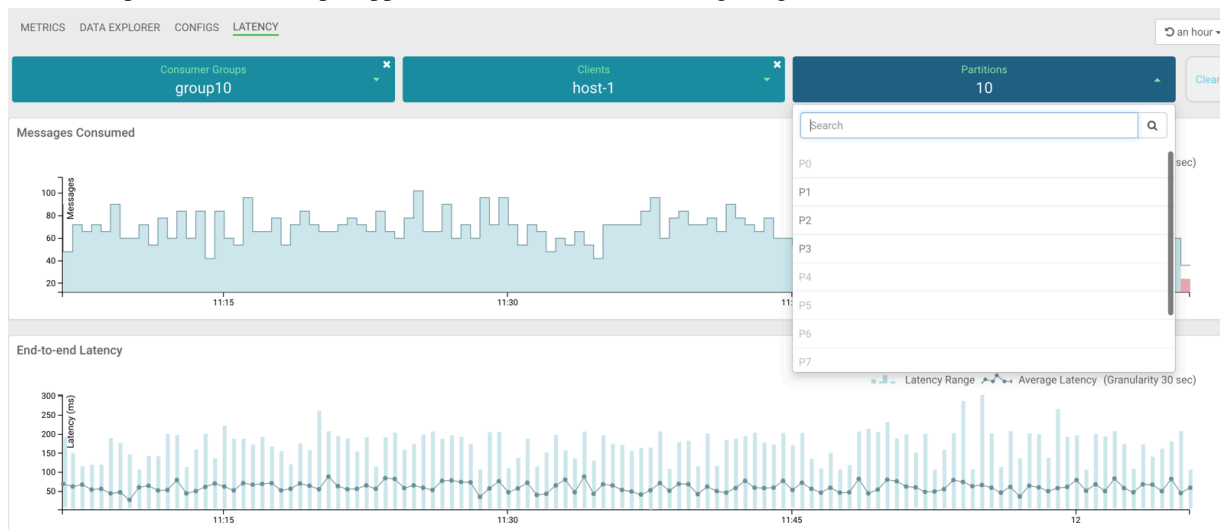 METRICS DATA EXPLORER CONFIGS LATENCY
an hour
Consumer Groups
group10
Clients
host-1
Partitions
10
Clear
Messages Consumed
Search
P0
P1
P2
P3
P4
P5
P6
P7
sec)
Messages
100
80
60
40
20
11:15 11:30 11:
End-to-end Latency
Latency Range Average Latency (Granularity 30 sec)
Latency (ms)
300
250
200
150
100
50
11:15 11:30 11:45 12